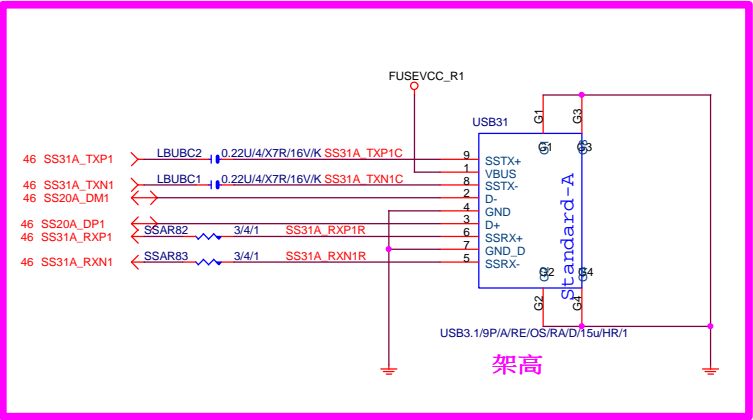 FUSEVCC_R1
USB31
G1
G3
G1
G3
46 SS31A_TXP1
LBUBC2
0.22U/4/X7R/16V/K
SS31A_TXP1C
9
SSTX+
1
VBUS
46 SS31A_TXN1
LBUBC1
0.22U/4/X7R/16V/K
SS31A_TXN1C
8
SSTX-
46 SS20A_DM1
2
D-
4
GND
46 SS20A_DP1
3
D+
46 SS31A_RXP1
SSAR82
3/4/1
SS31A_RXP1R
6
SSRX+
7
GND_D
46 SS31A_RXN1
SSAR83
3/4/1
SS31A_RXN1R
5
SSRX-
Standard-A
G2
G4
G2
G4
USB3.1/9P/A/RE/OS/RA/D/15u/HR/1
架高